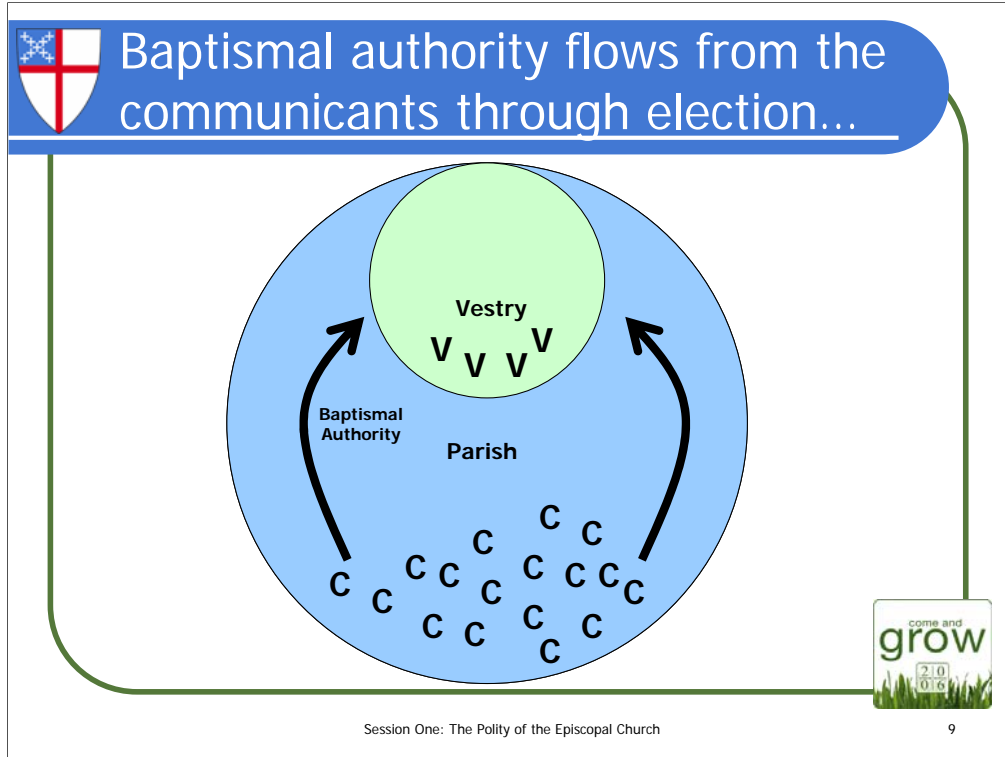 Baptismal authority flows from the
communicants through election...
Vestry
V V V V
Baptismal
Authority
Parish
C C
C
C C C C C
C C C
C C
C C C
C
come and
grow
2 0
0 6
Session One: The Polity of the Episcopal Church
9